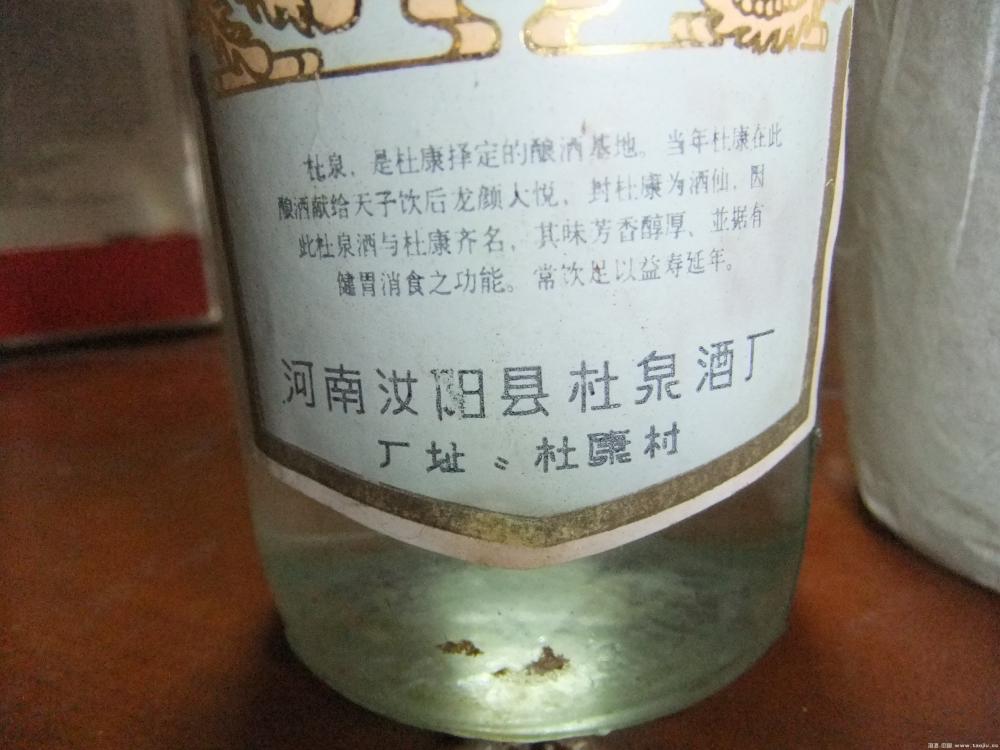 杜泉，是杜康择定的酿酒基地。当年杜康在此
酿酒献给天子饮后龙颜大悦，封杜康为酒仙，因
此杜泉酒与杜康齐名，其味芳香醇厚、並据有
健胃消食之功能。常饮足以益寿延年。
河南汝阳县杜泉酒厂
厂址：杜康村
www.taojiu.cc